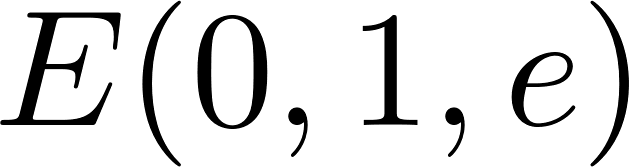 E(0, 1, e)